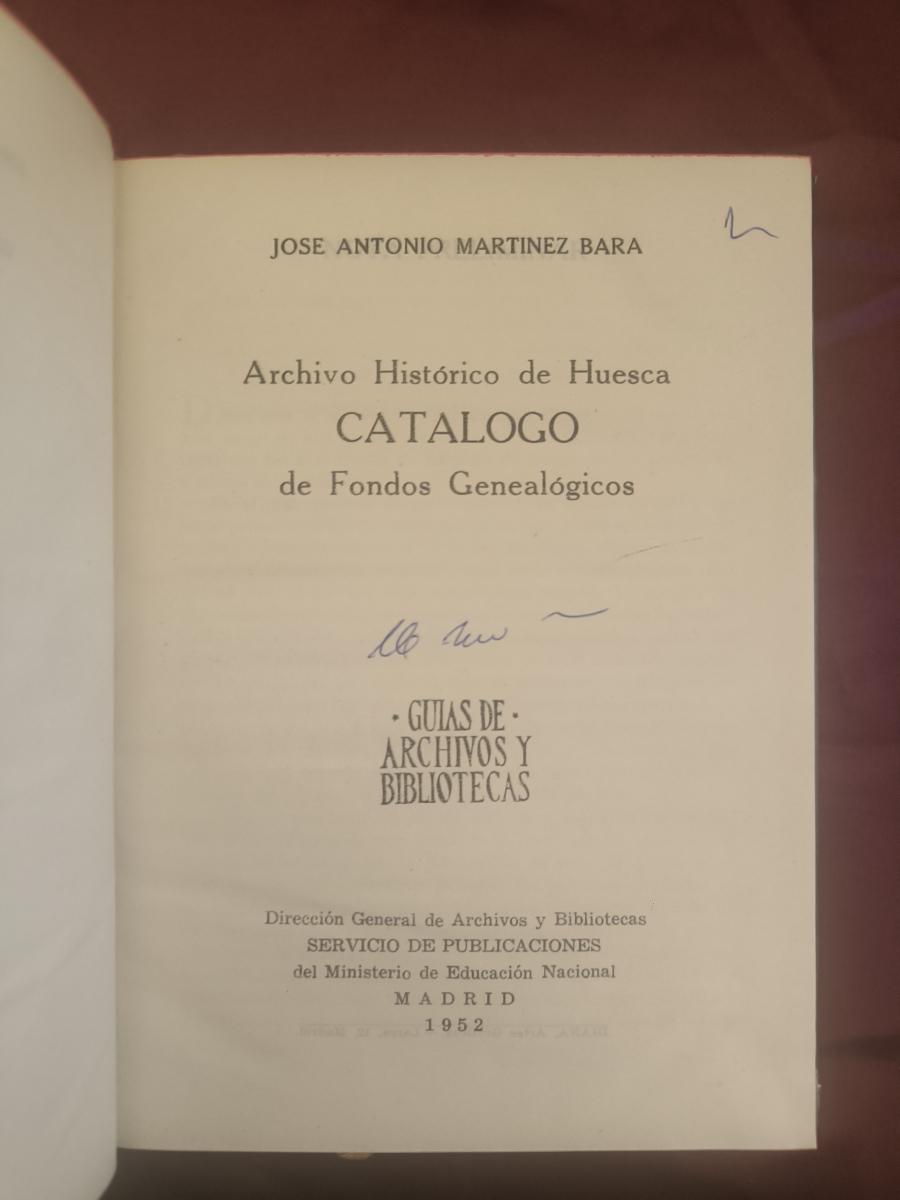 JOSE ANTONIO MARTINEZ BARA
Archivo Histórico de Huesca
CATALOGO
de Fondos Genealógicos
· GUIAS DE ·
ARCHIVOS Y
BIBLIOTECAS
Dirección General de Archivos y Bibliotecas
SERVICIO DE PUBLICACIONES
del Ministerio de Educación Nacional
MADRID
1952